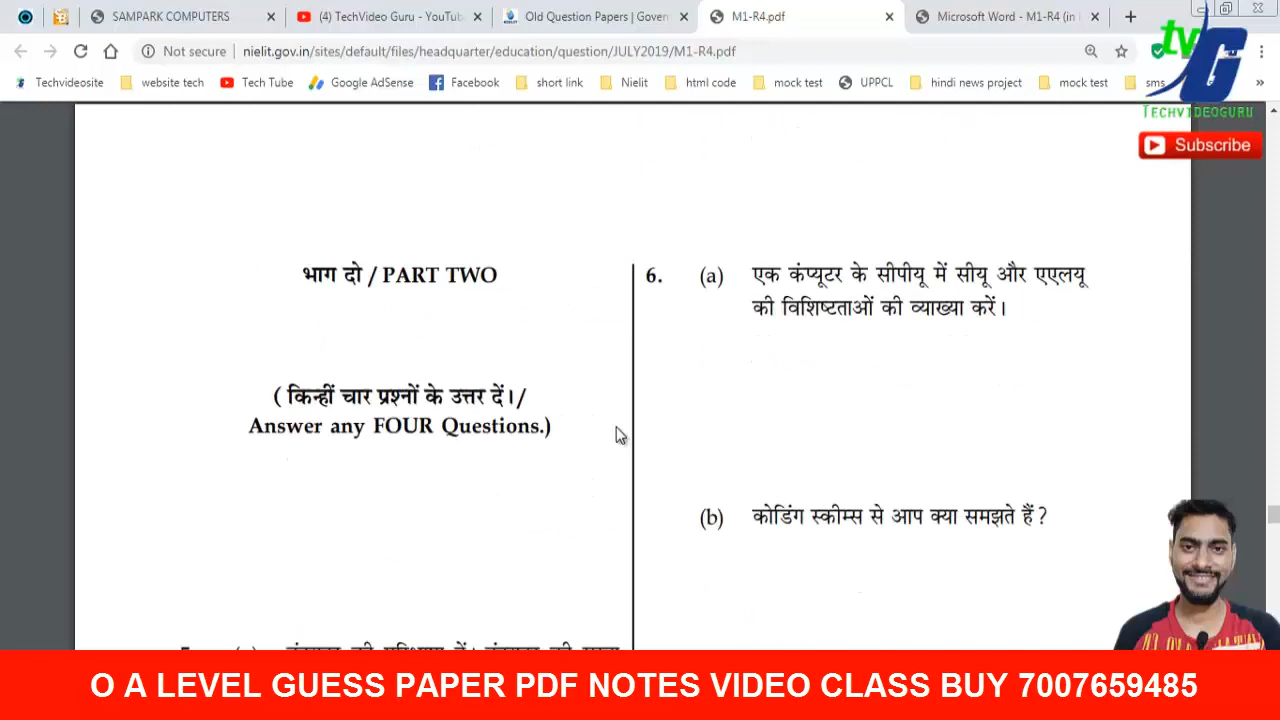 SAMPARK COMPUTERS
(4) TechVideo Guru - YouTub
Old Question Papers | Gover
M1-R4.pdf
Microsoft Word - M1-R4 (in
Not secure
nielit.gov.in/sites/default/files/headquarter/education/question/JULY2019/M1-R4.pdf
Techvideosite
website tech
Tech Tube
Google AdSense
Facebook
short link
Nielit
html code
mock test
UPPCL
hindi news project
mock test
sms
tv
G
TECHVIDEOGURU
Subscribe
भाग दो / PART TWO
( किन्हीं चार प्रश्नों के उत्तर दें। /
Answer any FOUR Questions.)
6. (a) एक कंप्यूटर के सीपीयू में सीयू और एएलयू
की विशिष्टताओं की व्याख्या करें।
(b) कोडिंग स्कीम्स से आप क्या समझते हैं ?
O A LEVEL GUESS PAPER PDF NOTES VIDEO CLASS BUY 7007659485